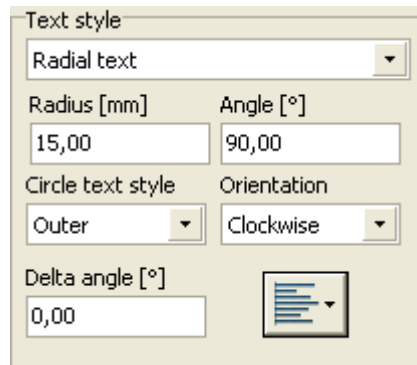 Text style
Radial text
Radius [mm] Angle [°]
15,00 90,00
Circle text style Orientation
Outer Clockwise
Delta angle [°]
0,00